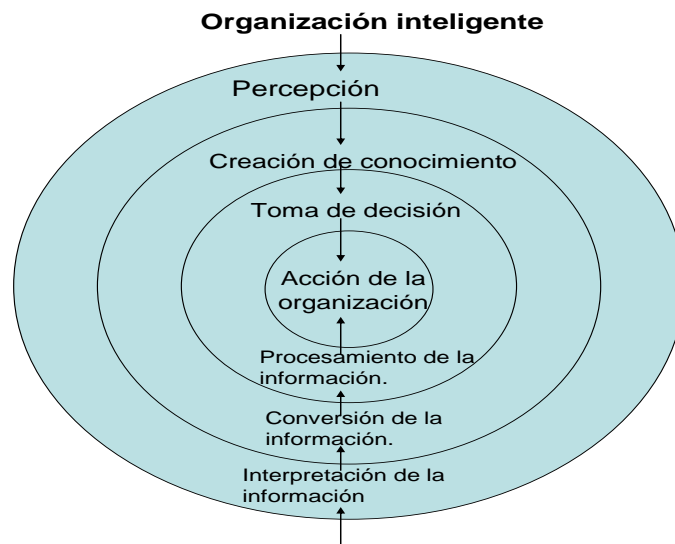 Organización inteligente
Percepción
Creación de conocimiento
Toma de decisión
Acción de la
organización
Procesamiento de la
información.
Conversión de la
información.
Interpretación de la
información